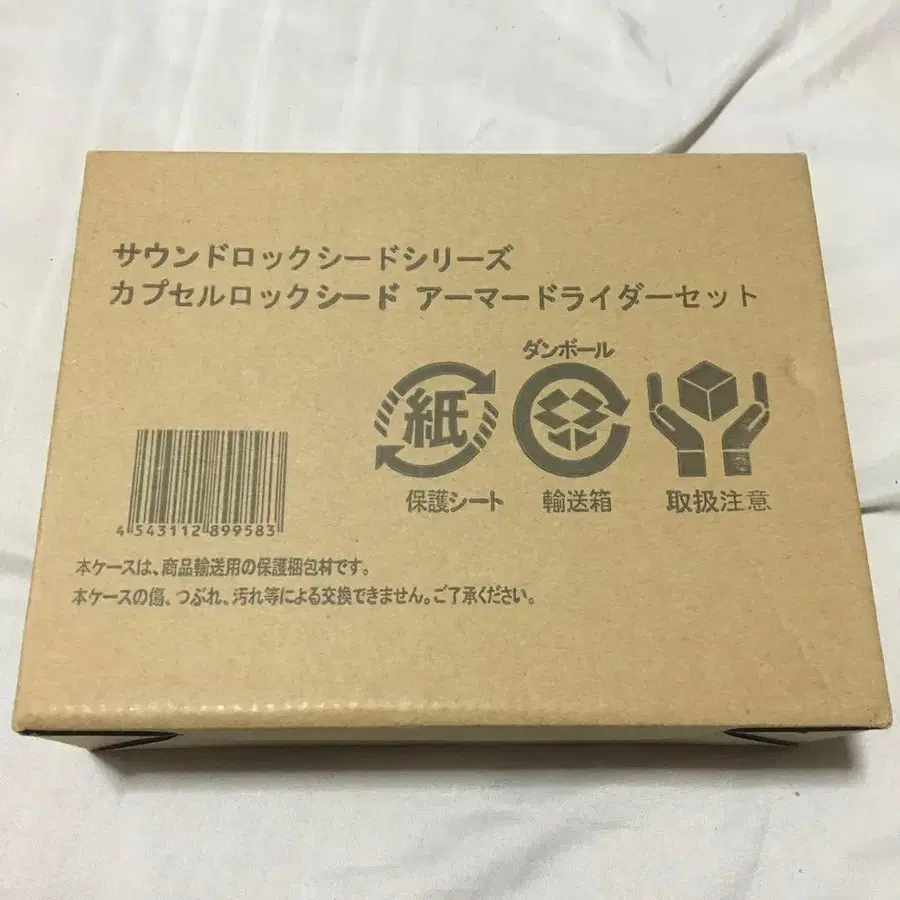 サウンドロックシードシリーズ
カプセルロックシード アーマードライダーセット
ダンボール
紙
保護シート
輸送箱
取扱注意
4 543112 899583
本ケースは、商品輸送用の保護梱包材です。
本ケースの傷、つぶれ、汚れ等による交換できません。ご了承ください。